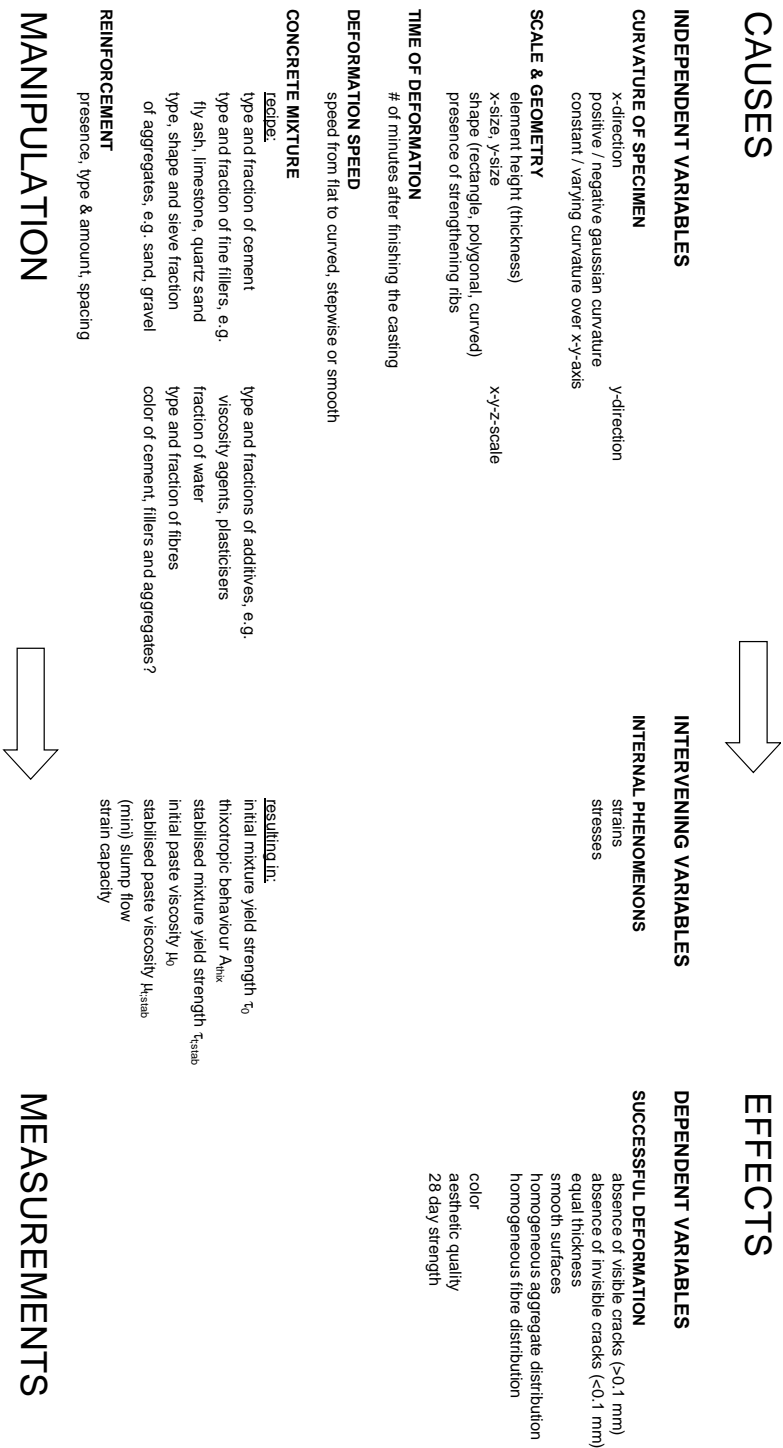 CAUSES
EFFECTS
INDEPENDENT VARIABLES
INTERVENING VARIABLES
DEPENDENT VARIABLES
CURVATURE OF SPECIMEN
x-direction
y-direction
positive / negative gaussian curvature
constant / varying curvature over x-y-axis
SCALE & GEOMETRY
element height (thickness)
x-size, y-size
x-y-z-scale
shape (rectangle, polygonal, curved)
presence of strengthening ribs
TIME OF DEFORMATION
# of minutes after finishing the casting
DEFORMATION SPEED
speed from flat to curved, stepwise or smooth
CONCRETE MIXTURE
recipe:
type and fraction of cement
type and fraction of fine fillers, e.g.
fly ash, limestone, quartz sand
type, shape and sieve fraction
of aggregates, e.g. sand, gravel
type and fractions of additives, e.g.
viscosity agents, plasticisers
fraction of water
type and fraction of fibres
color of cement, fillers and aggregates?
REINFORCEMENT
presence, type & amount, spacing
INTERNAL PHENOMENONS
strains
stresses
resulting in:
initial mixture yield strength τ₀
thixotropic behaviour Aₜₕᵢₓ
stabilised mixture yield strength τt;stab
initial paste viscosity μ₀
stabilised paste viscosity μt;stab
(mini) slump flow
strain capacity
SUCCESSFUL DEFORMATION
absence of visible cracks (>0.1 mm)
absence of invisible cracks (<0.1 mm)
equal thickness
smooth surfaces
homogeneous aggregate distribution
homogeneous fibre distribution
color
aesthetic quality
28 day strength
MANIPULATION
MEASUREMENTS